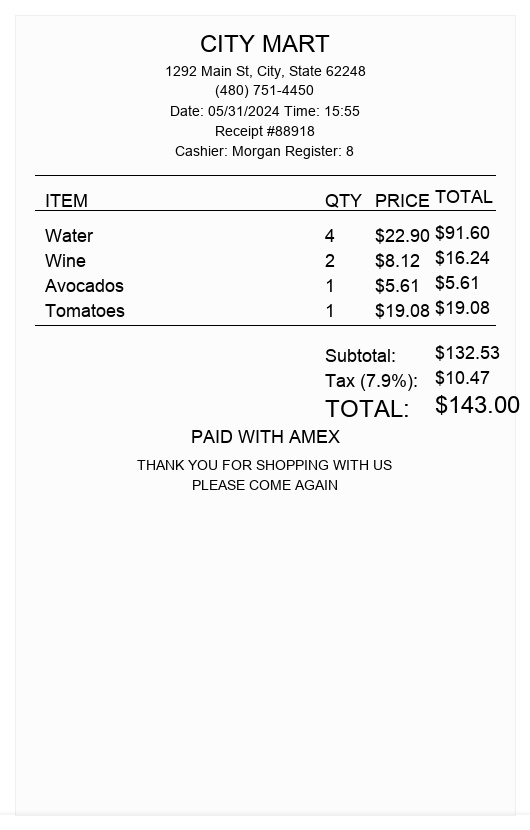 CITY MART
1292 Main St, City, State 62248
(480) 751-4450
Date: 05/31/2024 Time: 15:55
Receipt #88918
Cashier: Morgan Register: 8
ITEM QTY PRICE TOTAL
Water 4 $22.90 $91.60
Wine 2 $8.12 $16.24
Avocados 1 $5.61 $5.61
Tomatoes 1 $19.08 $19.08
Subtotal: $132.53
Tax (7.9%): $10.47
TOTAL: $143.00
PAID WITH AMEX
THANK YOU FOR SHOPPING WITH US
PLEASE COME AGAIN